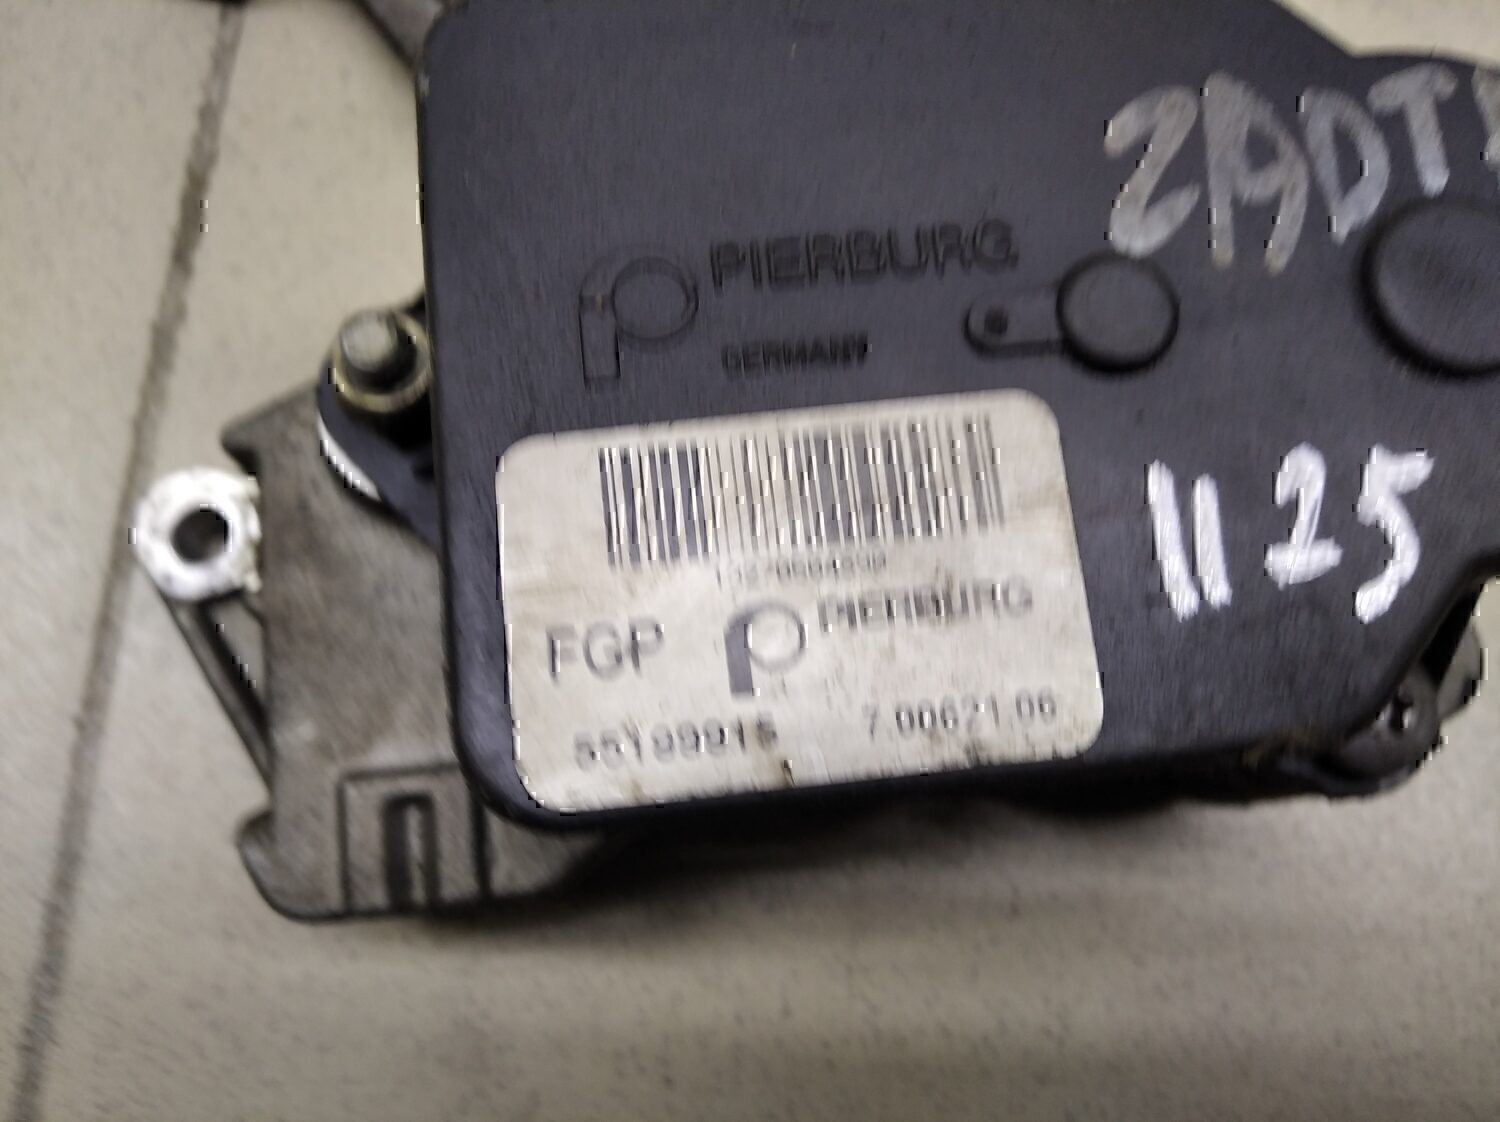 Z19DT
PIERBURG
GERMANY
1125
FGP PIERBURG
55199915 7.00621.06